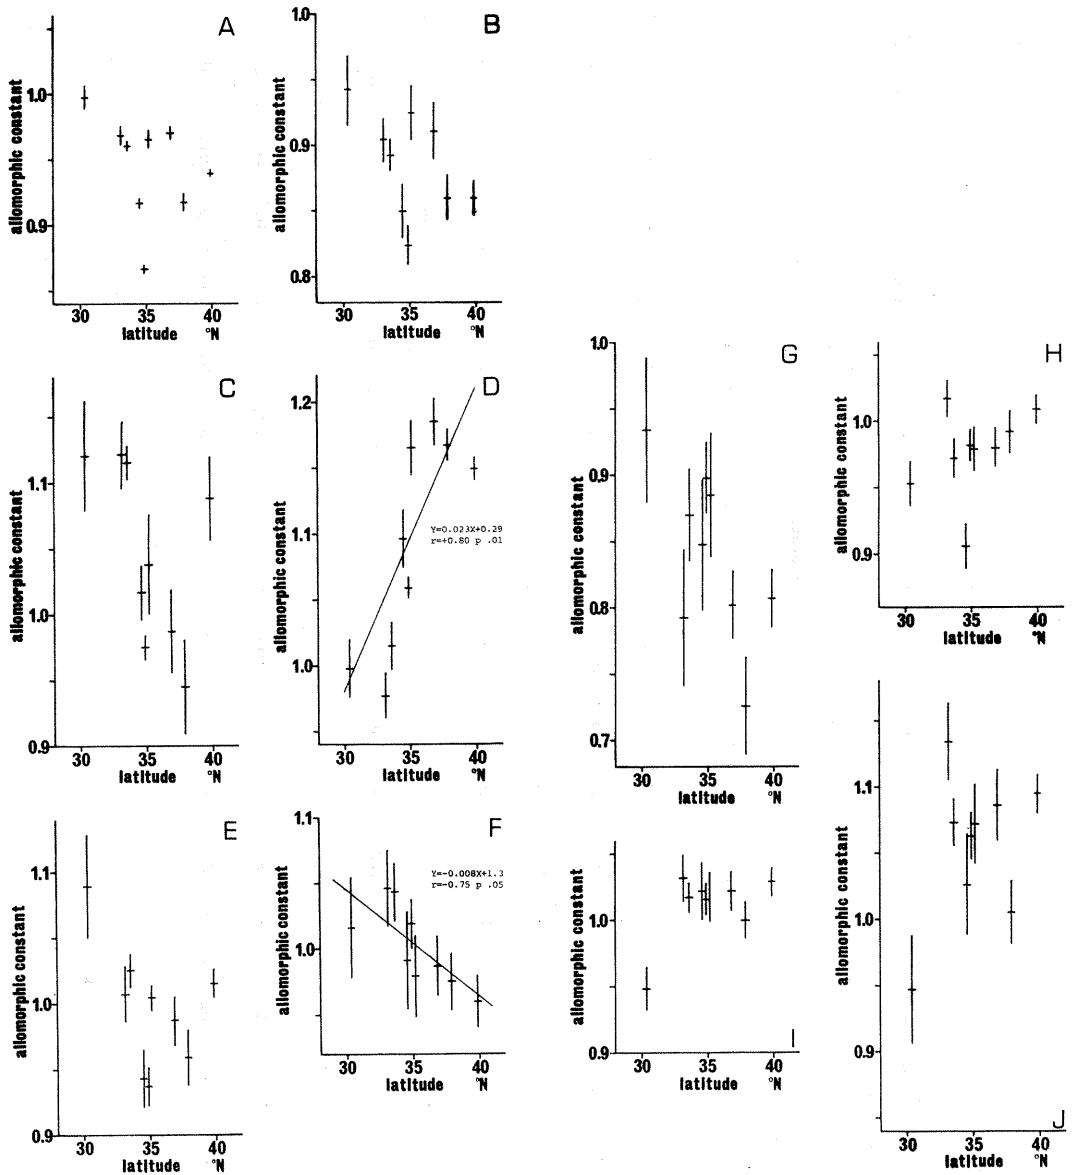 A
allomorphic constant
1.0
0.9
30 35 40
latitude °N
B
allomorphic constant
1.0
0.9
0.8
30 35 40
latitude °N
C
allomorphic constant
1.1
1.0
0.9
30 35 40
latitude °N
D
allomorphic constant
1.2
1.1
1.0
Y=0.023X+0.29
r=+0.80 p .01
30 35 40
latitude °N
E
allomorphic constant
1.1
1.0
0.9
30 35 40
latitude °N
F
allomorphic constant
1.1
1.0
Y=-0.008X+1.3
r=-0.75 p .05
30 35 40
latitude °N
G
allomorphic constant
1.0
0.9
0.8
0.7
30 35 40
latitude °N
H
allomorphic constant
1.0
0.9
30 35 40
latitude °N
I
allomorphic constant
1.0
0.9
30 35 40
latitude °N
J
allomorphic constant
1.1
1.0
0.9
30 35 40
latitude °N